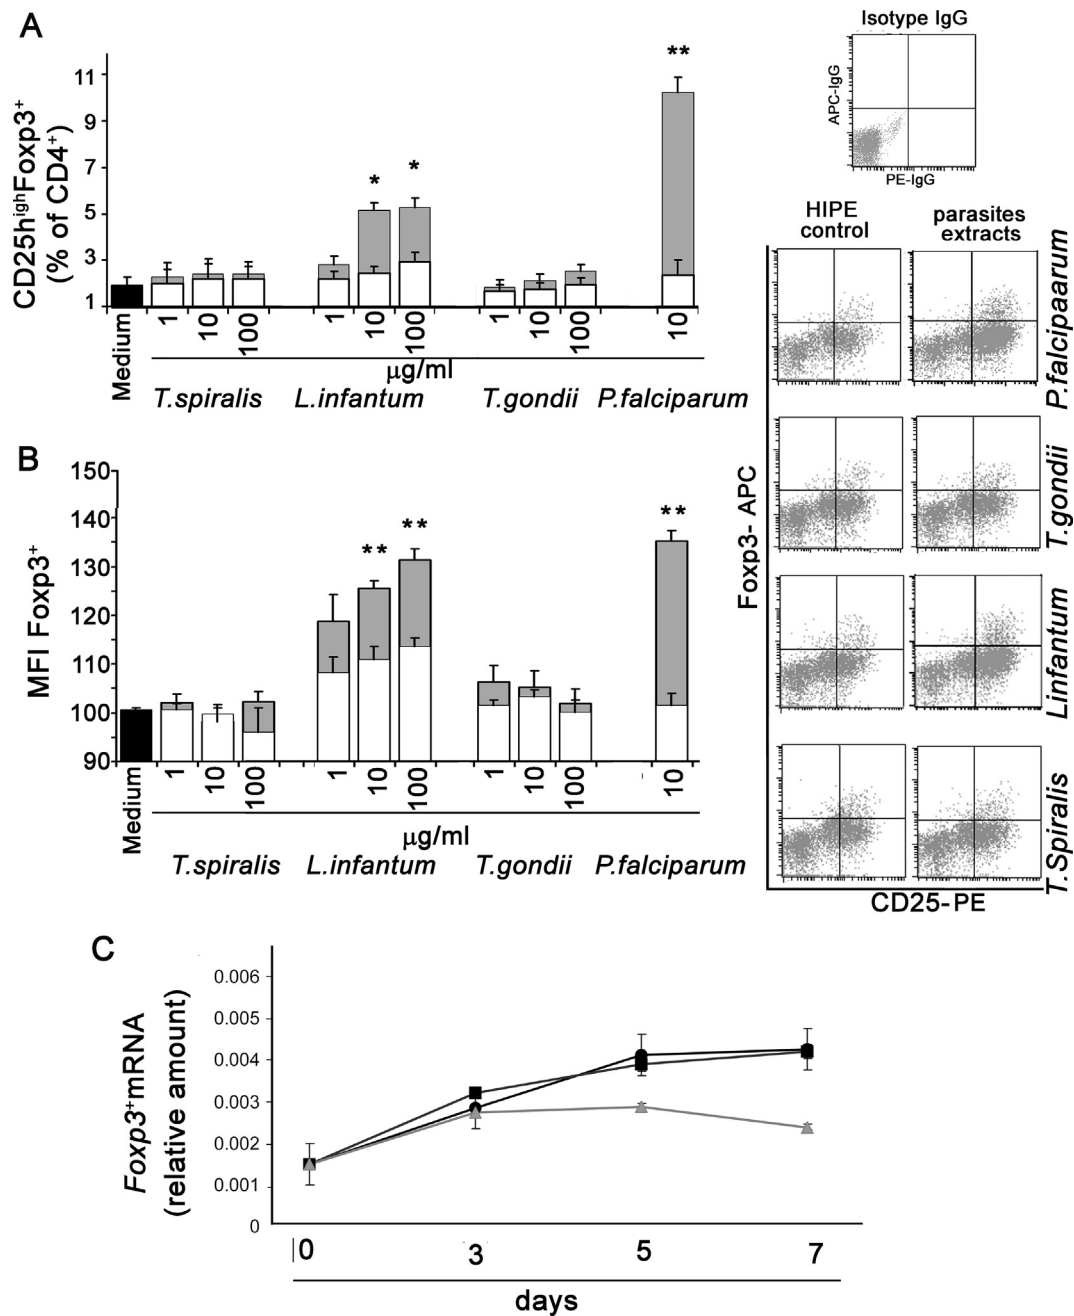 A
CD25highFoxp3+
(% of CD4+)
11
9
7
5
3
1
*
*
**
Medium
1
10
100
1
10
100
1
10
100
10
µg/ml
T.spiralis
L.infantum
T.gondii
P.falciparum
Isotype IgG
APC-IgG
PE-IgG
HIPE
control
parasites
extracts
P.falcipaarum
T.gondii
Linfantum
T.Spiralis
Foxp3- APC
CD25-PE
B
MFI Foxp3+
150
140
130
120
110
100
90
**
**
**
Medium
1
10
100
1
10
100
1
10
100
10
µg/ml
T.spiralis
L.infantum
T.gondii
P.falciparum
C
Foxp3+mRNA
(relative amount)
0.006
0.005
0.004
0.003
0.002
0.001
0
0
3
5
7
days